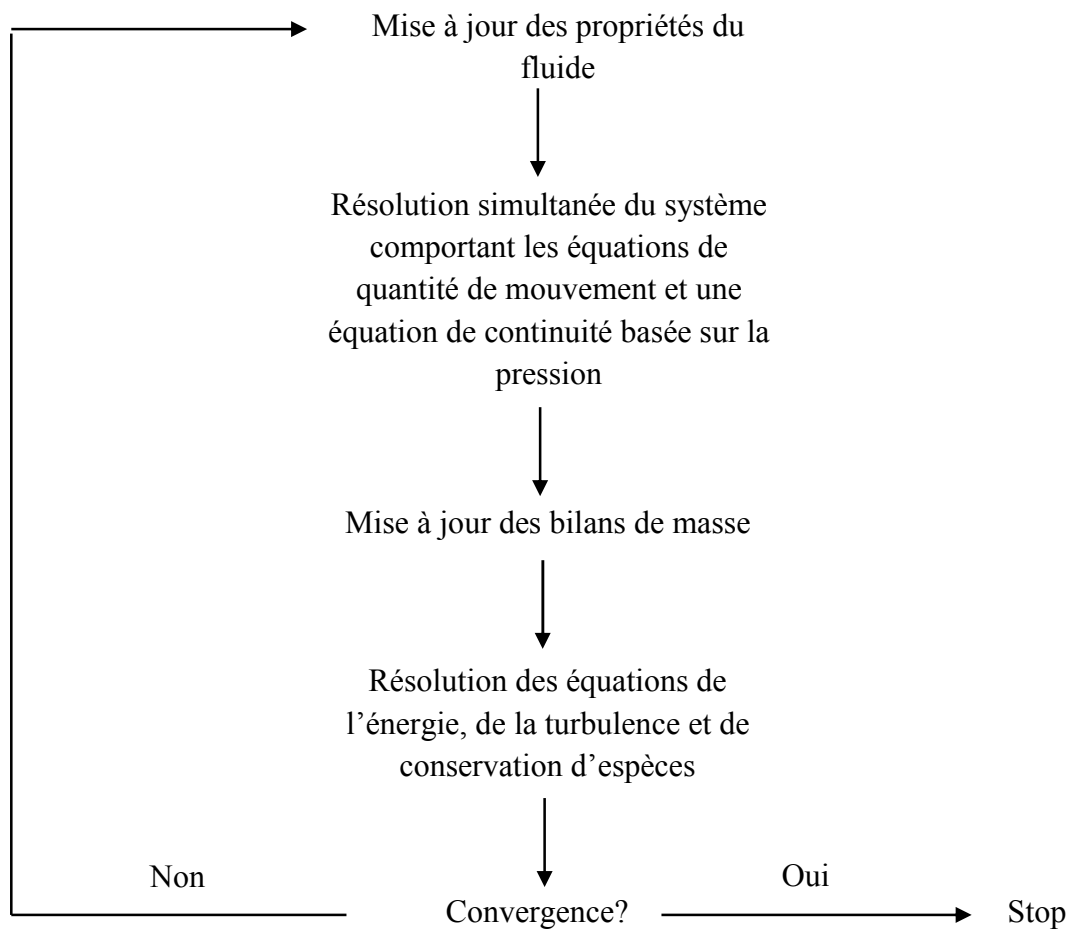 Mise à jour des propriétés du
fluide
Résolution simultanée du système
comportant les équations de
quantité de mouvement et une
équation de continuité basée sur la
pression
Mise à jour des bilans de masse
Résolution des équations de
l’énergie, de la turbulence et de
conservation d’espèces
Non
Oui
Convergence?
Stop